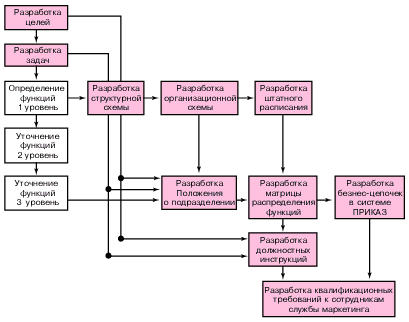 Разработка
целей
Разработка
задач
Определение
функций
1 уровень
Разработка
структурной
схемы
Разработка
организационной
схемы
Разработка
штатного
расписания
Уточнение
функций
2 уровень
Уточнение
функций
3 уровень
Разработка
Положения
о подразделении
Разработка
матрицы
распределения
функций
Разработка
безнес-цепочек
в системе
ПРИКАЗ
Разработка
должностных
инструкций
Разработка квалификационных
требований к сотрудникам
службы маркетинга